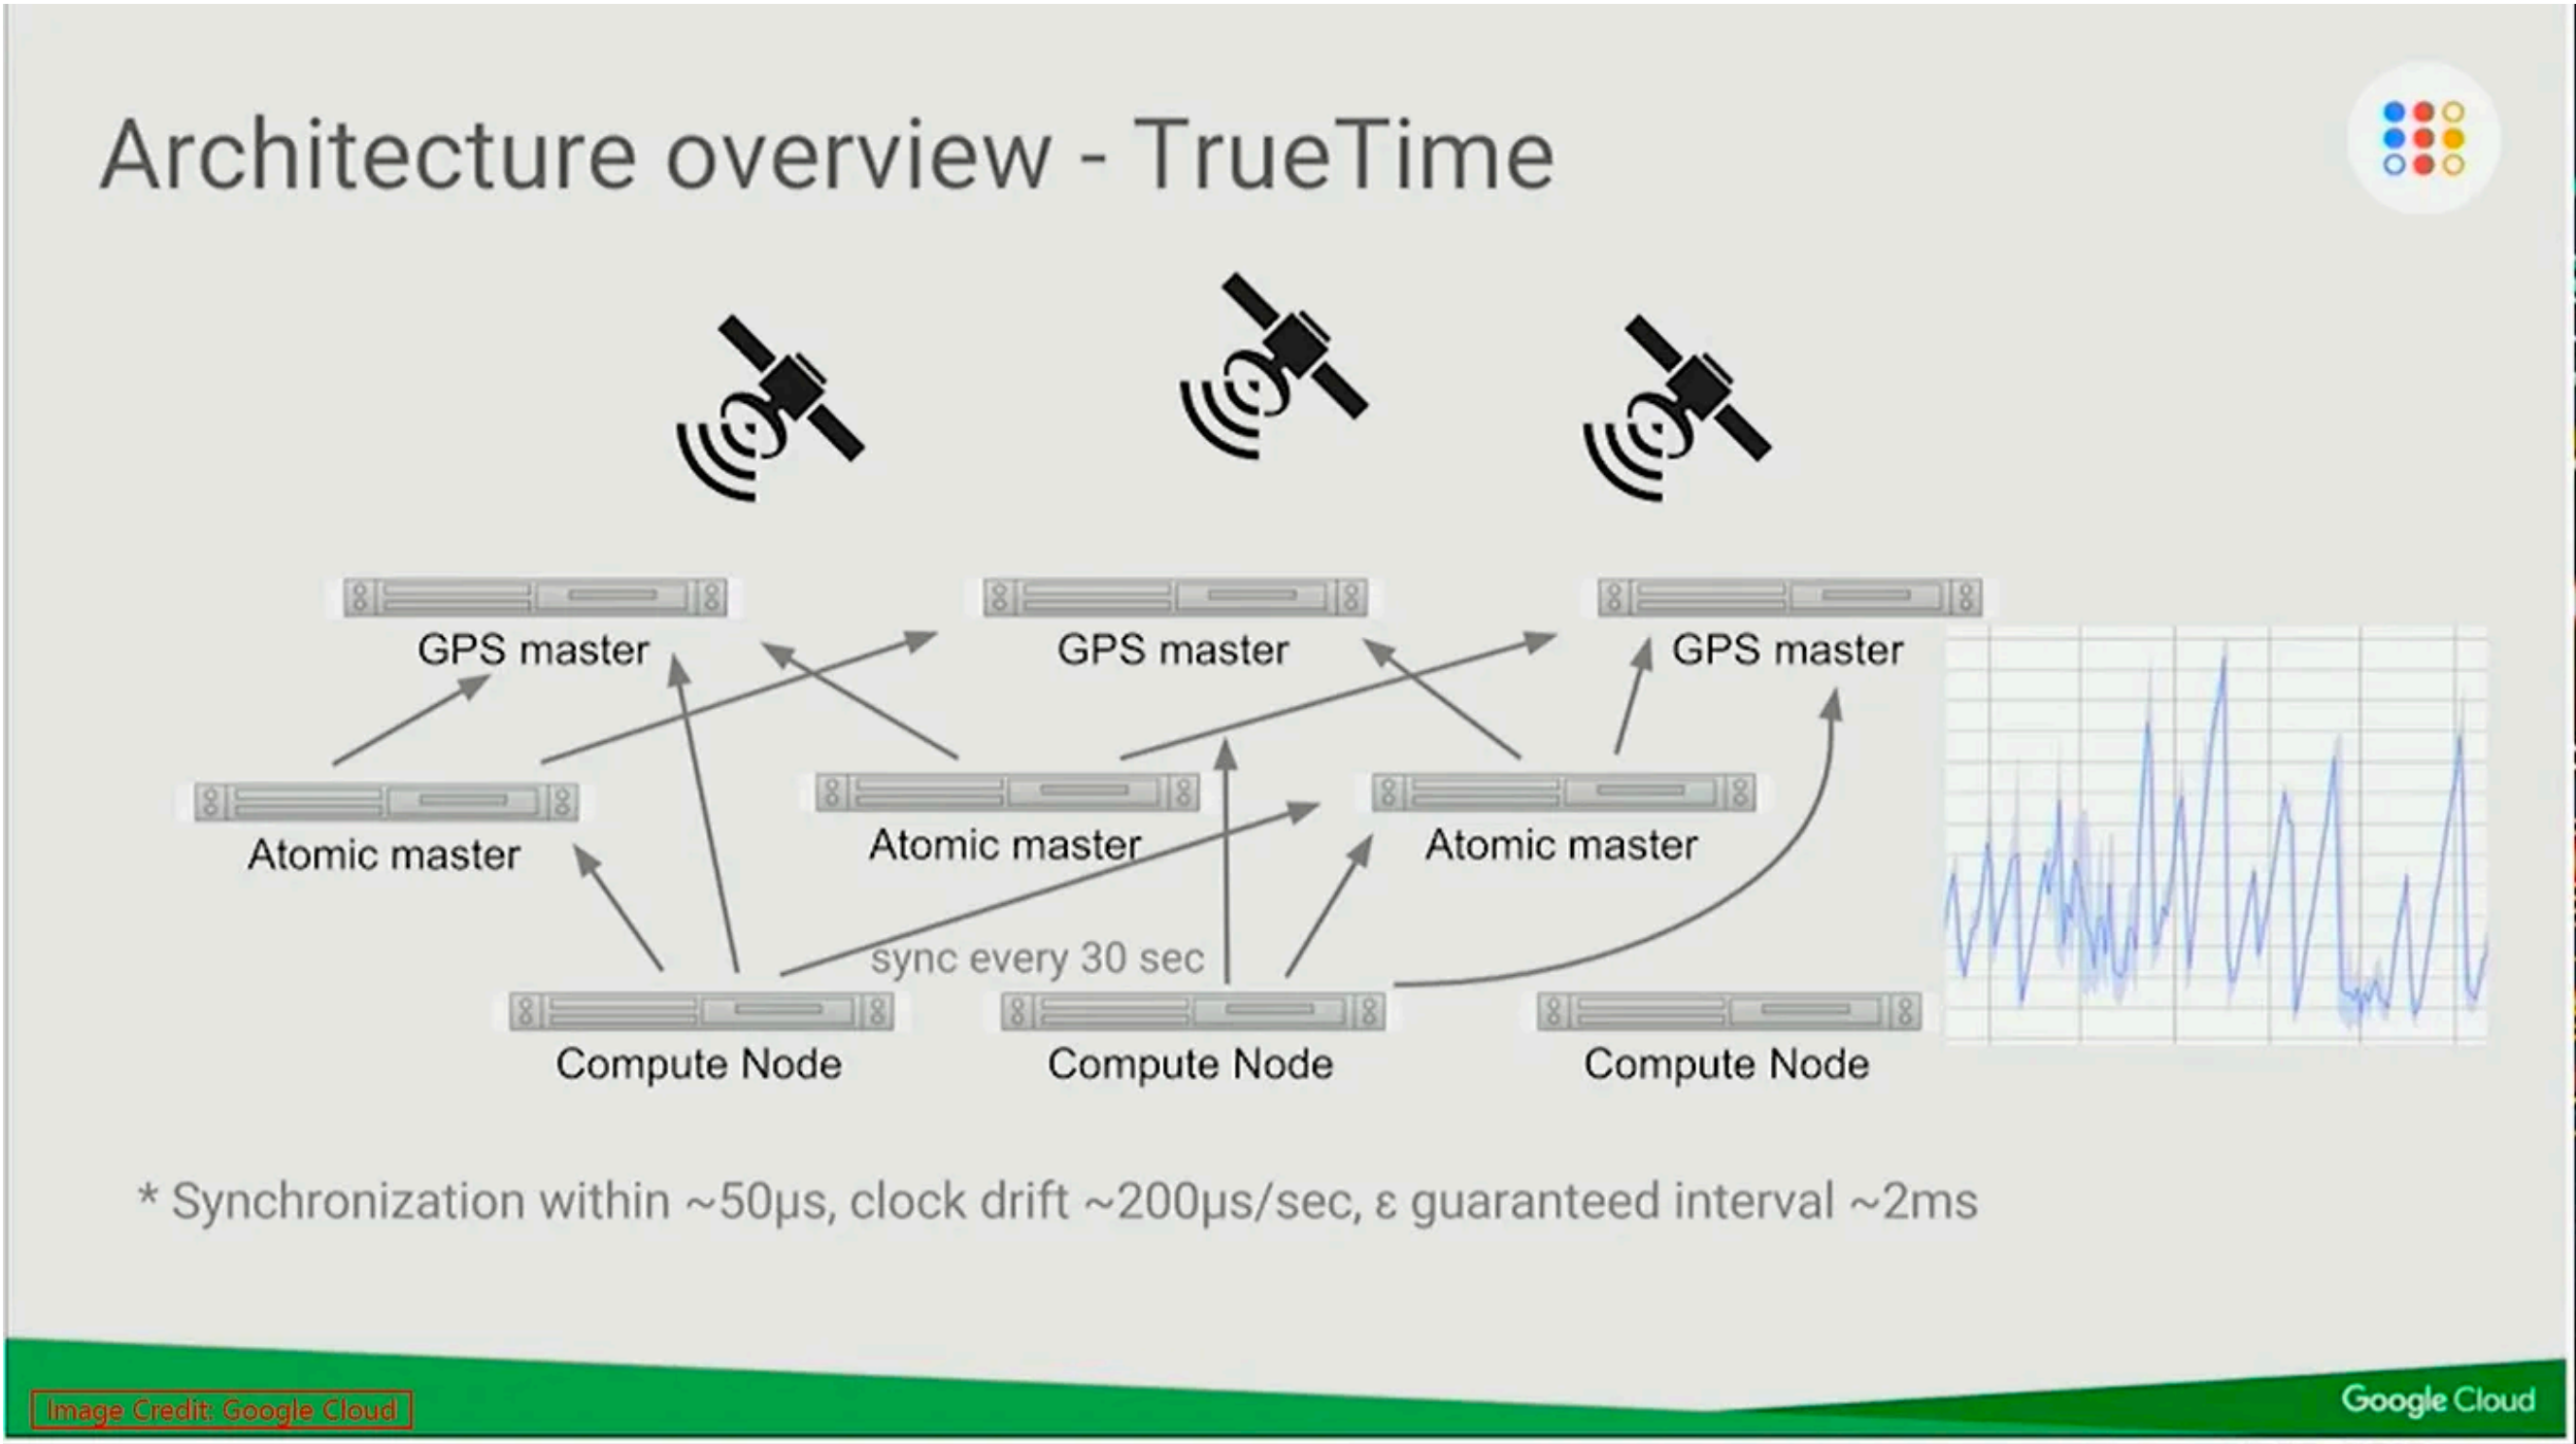 Architecture overview - TrueTime
GPS master
GPS master
GPS master
Atomic master
Atomic master
Atomic master
sync every 30 sec
Compute Node
Compute Node
Compute Node
* Synchronization within ~50μs, clock drift ~200μs/sec, ε guaranteed interval ~2ms
Image Credit: Google Cloud
Google Cloud